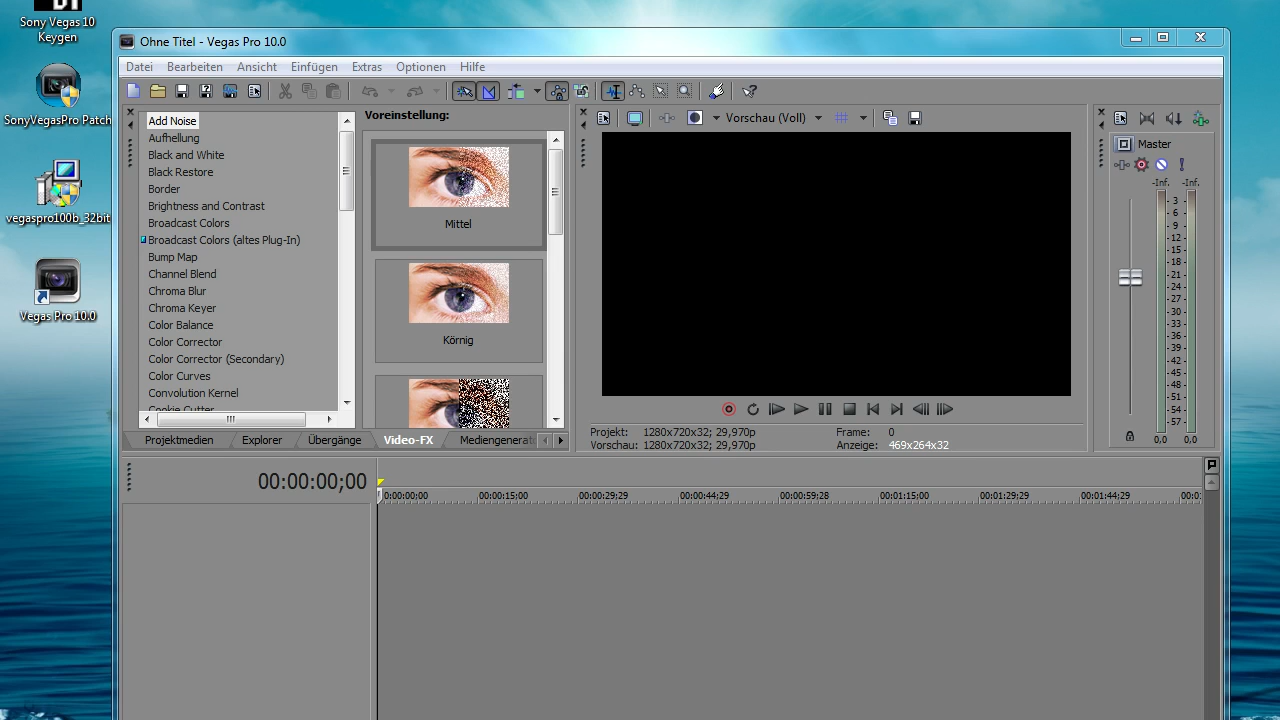 Sony Vegas 10
Keygen
SonyVegasPro Patch
vegaspro100b_32bit
Vegas Pro 10.0
Ohne Titel - Vegas Pro 10.0
Datei Bearbeiten Ansicht Einfügen Extras Optionen Hilfe
Add Noise
Aufhellung
Black and White
Black Restore
Border
Brightness and Contrast
Broadcast Colors
Broadcast Colors (altes Plug-In)
Bump Map
Channel Blend
Chroma Blur
Chroma Keyer
Color Balance
Color Corrector
Color Corrector (Secondary)
Color Curves
Convolution Kernel
Cookie Cutter
Voreinstellung:
Mittel
Körnig
Projektmedien Explorer Übergänge Video-FX Mediengenerat
Vorschau (Voll)
Projekt: 1280x720x32; 29,970p Frame: 0
Vorschau: 1280x720x32; 29,970p Anzeige: 469x264x32
Master
-Inf. -Inf.
- 3 -
- 6 -
- 9 -
-12-
-15-
-18-
-21-
-24-
-27-
-30-
-33-
-36-
-39-
-42-
-45-
-48-
-51-
-54-
-57-
0,0 0,0
00:00:00;00
0:00:00;00 00:00:15;00 00:00:29;29 00:00:44;29 00:00:59;28 00:01:15;00 00:01:29;29 00:01:44;29 00:0